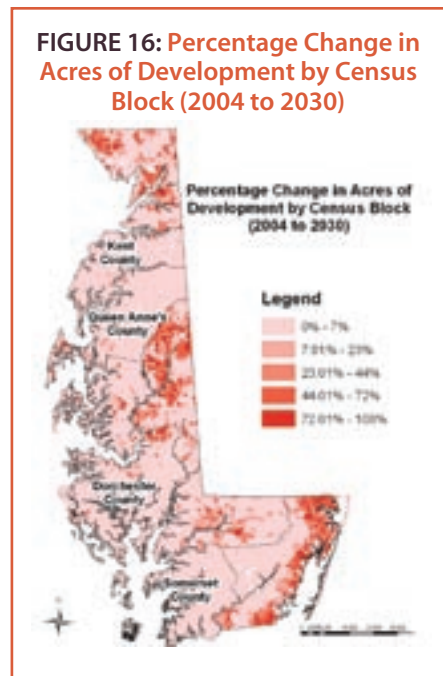 FIGURE 16: Percentage Change in
Acres of Development by Census
Block (2004 to 2030)
Percentage Change in Acres of
Development by Census Block
(2004 to 2030)
Kent
County
Queen Anne's
County
Legend
0% - 7%
7.01% - 23%
23.01% - 44%
44.01% - 72%
72.01% - 100%
Dorchester
County
Somerset
County